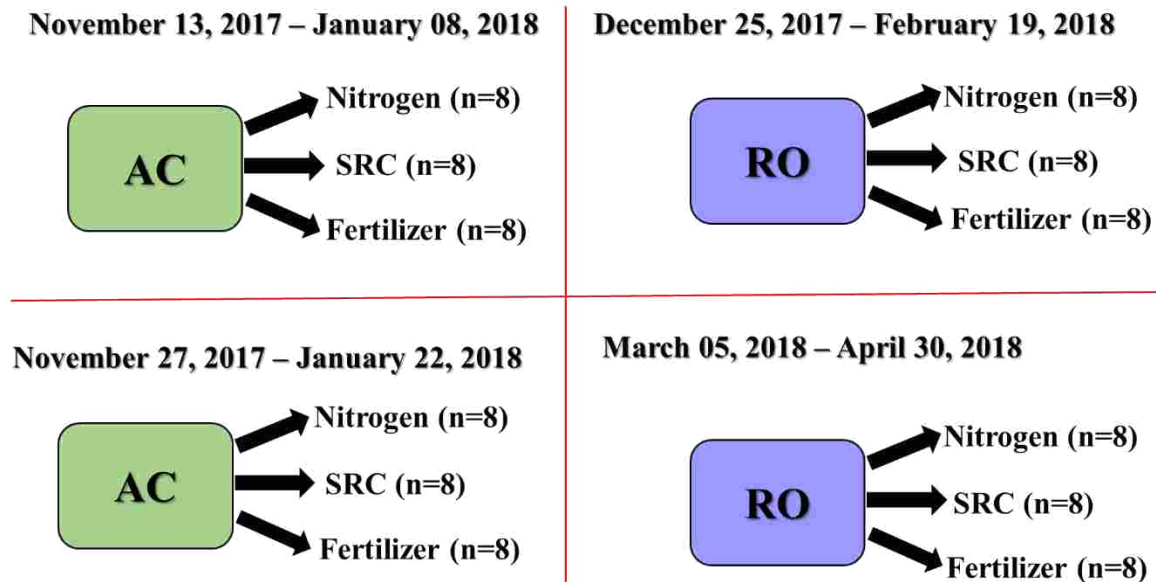 November 13, 2017 – January 08, 2018
AC
Nitrogen (n=8)
SRC (n=8)
Fertilizer (n=8)
December 25, 2017 – February 19, 2018
RO
Nitrogen (n=8)
SRC (n=8)
Fertilizer (n=8)
November 27, 2017 – January 22, 2018
AC
Nitrogen (n=8)
SRC (n=8)
Fertilizer (n=8)
March 05, 2018 – April 30, 2018
RO
Nitrogen (n=8)
SRC (n=8)
Fertilizer (n=8)